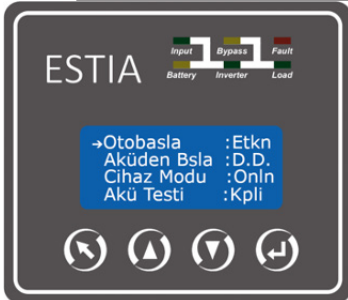 Input Bypass Fault
ESTIA
Battery Inverter Load
➔Otobasla :Etkn
Aküden Bsla :D.D.
Cihaz Modu :Onln
Akü Testi :Kpli